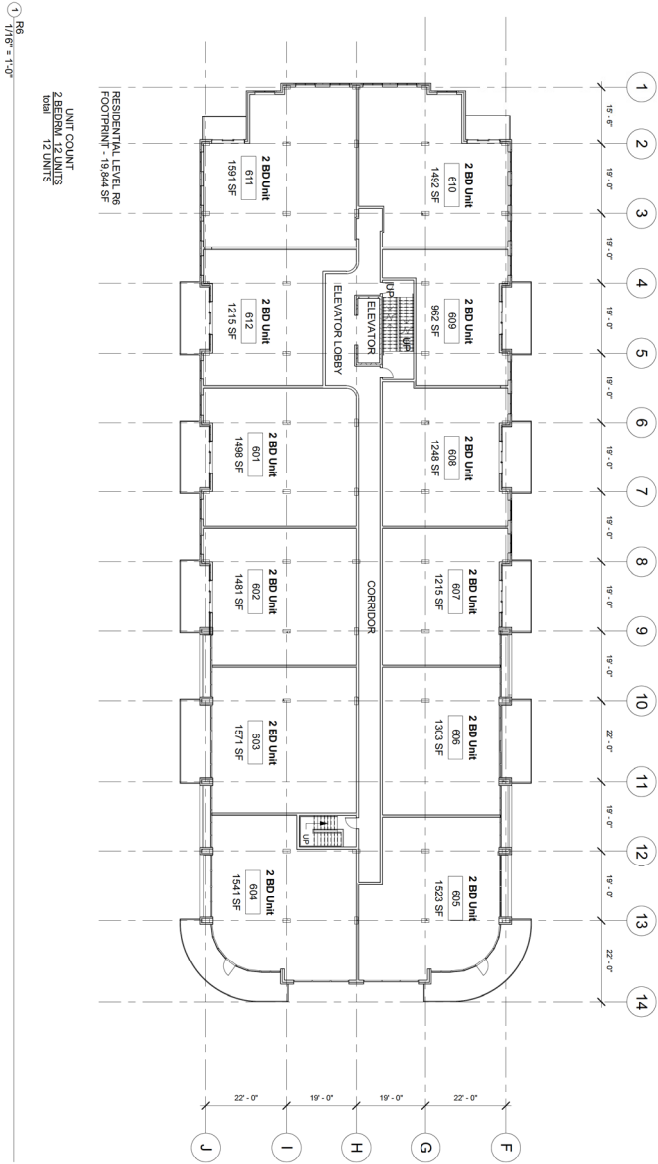 1
2
3
4
5
6
7
8
9
10
11
12
13
14
15' - 6"
19' - 0"
19' - 0"
19' - 0"
19' - 0"
19' - 0"
19' - 0"
19' - 0"
19' - 0"
22' - 0"
19' - 0"
19' - 0"
22' - 0"
F
G
H
I
J
22' - 0"
19' - 0"
19' - 0"
22' - 0"
2 BD Unit
610
1492 SF
2 BD Unit
609
962 SF
2 BD Unit
608
1248 SF
2 BD Unit
607
1215 SF
2 BD Unit
606
1303 SF
2 BD Unit
605
1523 SF
UP
UP
ELEVATOR
ELEVATOR LOBBY
CORRIDOR
UP
2 BD Unit
611
1591 SF
2 BD Unit
612
1215 SF
2 BD Unit
601
1498 SF
2 BD Unit
602
1481 SF
2 BD Unit
603
1571 SF
2 BD Unit
604
1541 SF
RESIDENTIAL LEVEL R6
FOOTPRINT - 19,844 SF
UNIT COUNT
2 BEDRM 12 UNITS
total 12 UNITS
1 R6
1/16" = 1'-0"